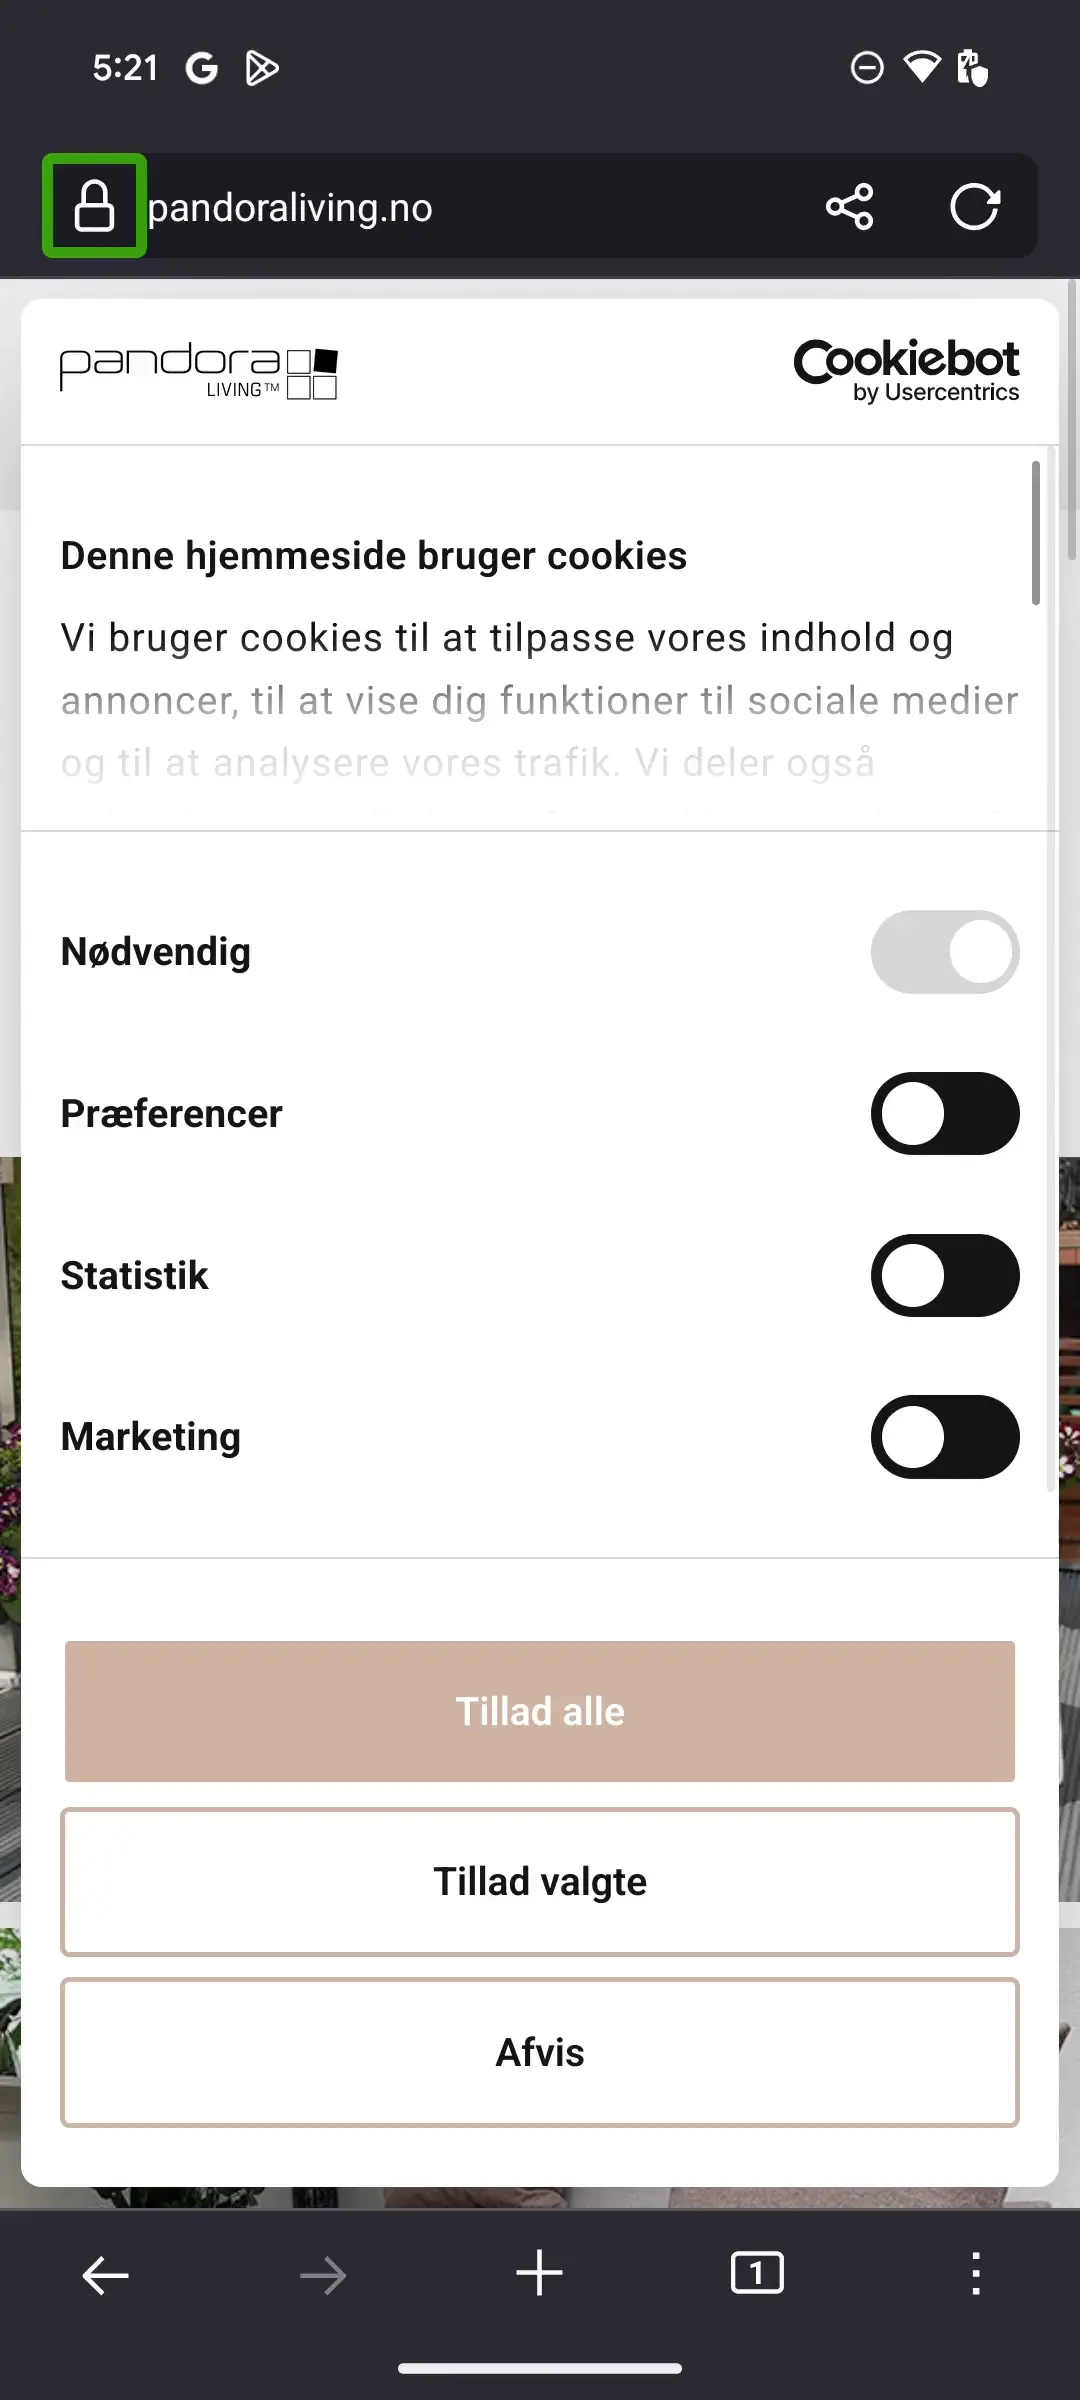 5:21
pandoraliving.no
pandora
LIVING™
Cookiebot
by Usercentrics
Denne hjemmeside bruger cookies
Vi bruger cookies til at tilpasse vores indhold og
annoncer, til at vise dig funktioner til sociale medier
og til at analysere vores trafik. Vi deler også
Nødvendig
Præferencer
Statistik
Marketing
Tillad alle
Tillad valgte
Afvis
1